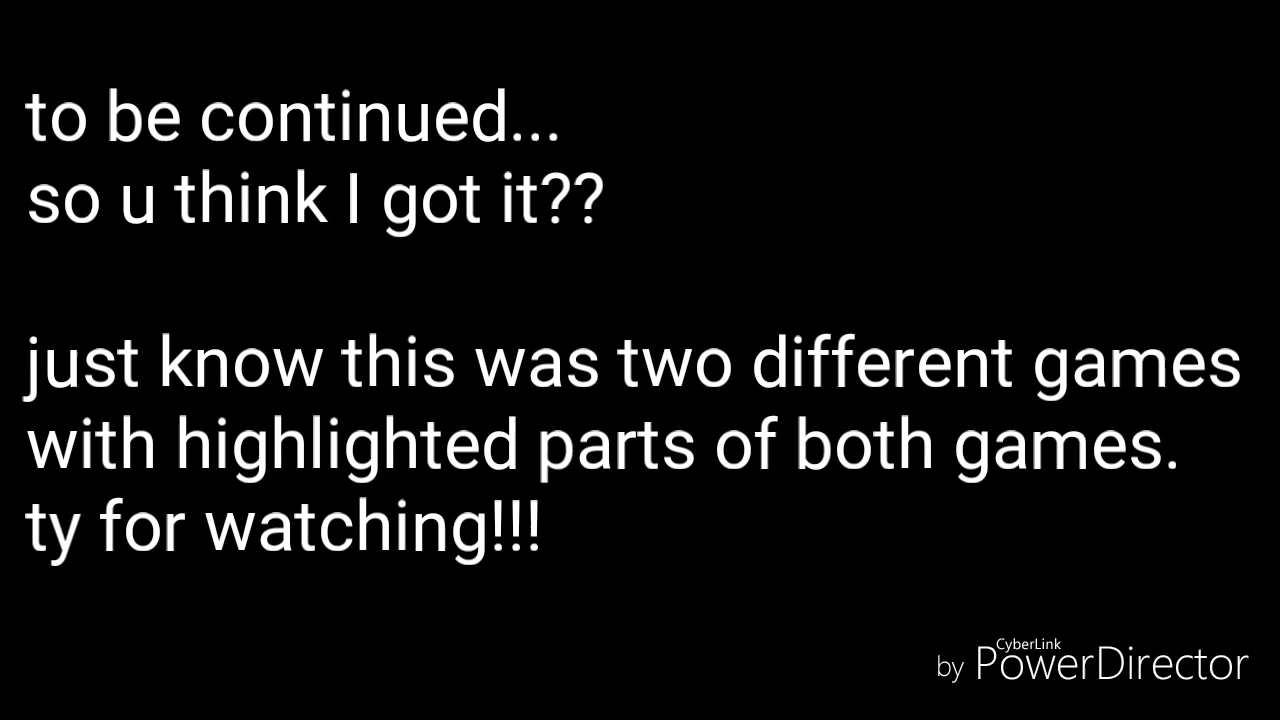 to be continued...
so u think I got it??
just know this was two different games
with highlighted parts of both games.
ty for watching!!!
CyberLink
by PowerDirector